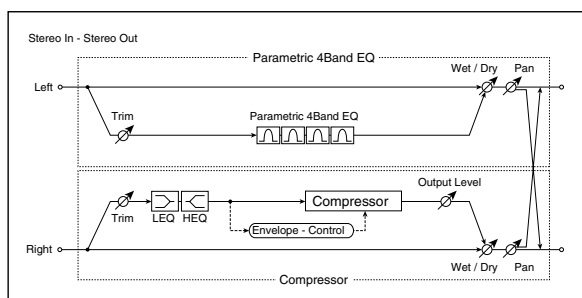 Stereo In - Stereo Out
Parametric 4Band EQ
Wet / Dry
Pan
Left
Trim
Parametric 4Band EQ
Output Level
Compressor
Trim
LEQ
HEQ
Envelope - Control
Right
Wet / Dry
Pan
Compressor